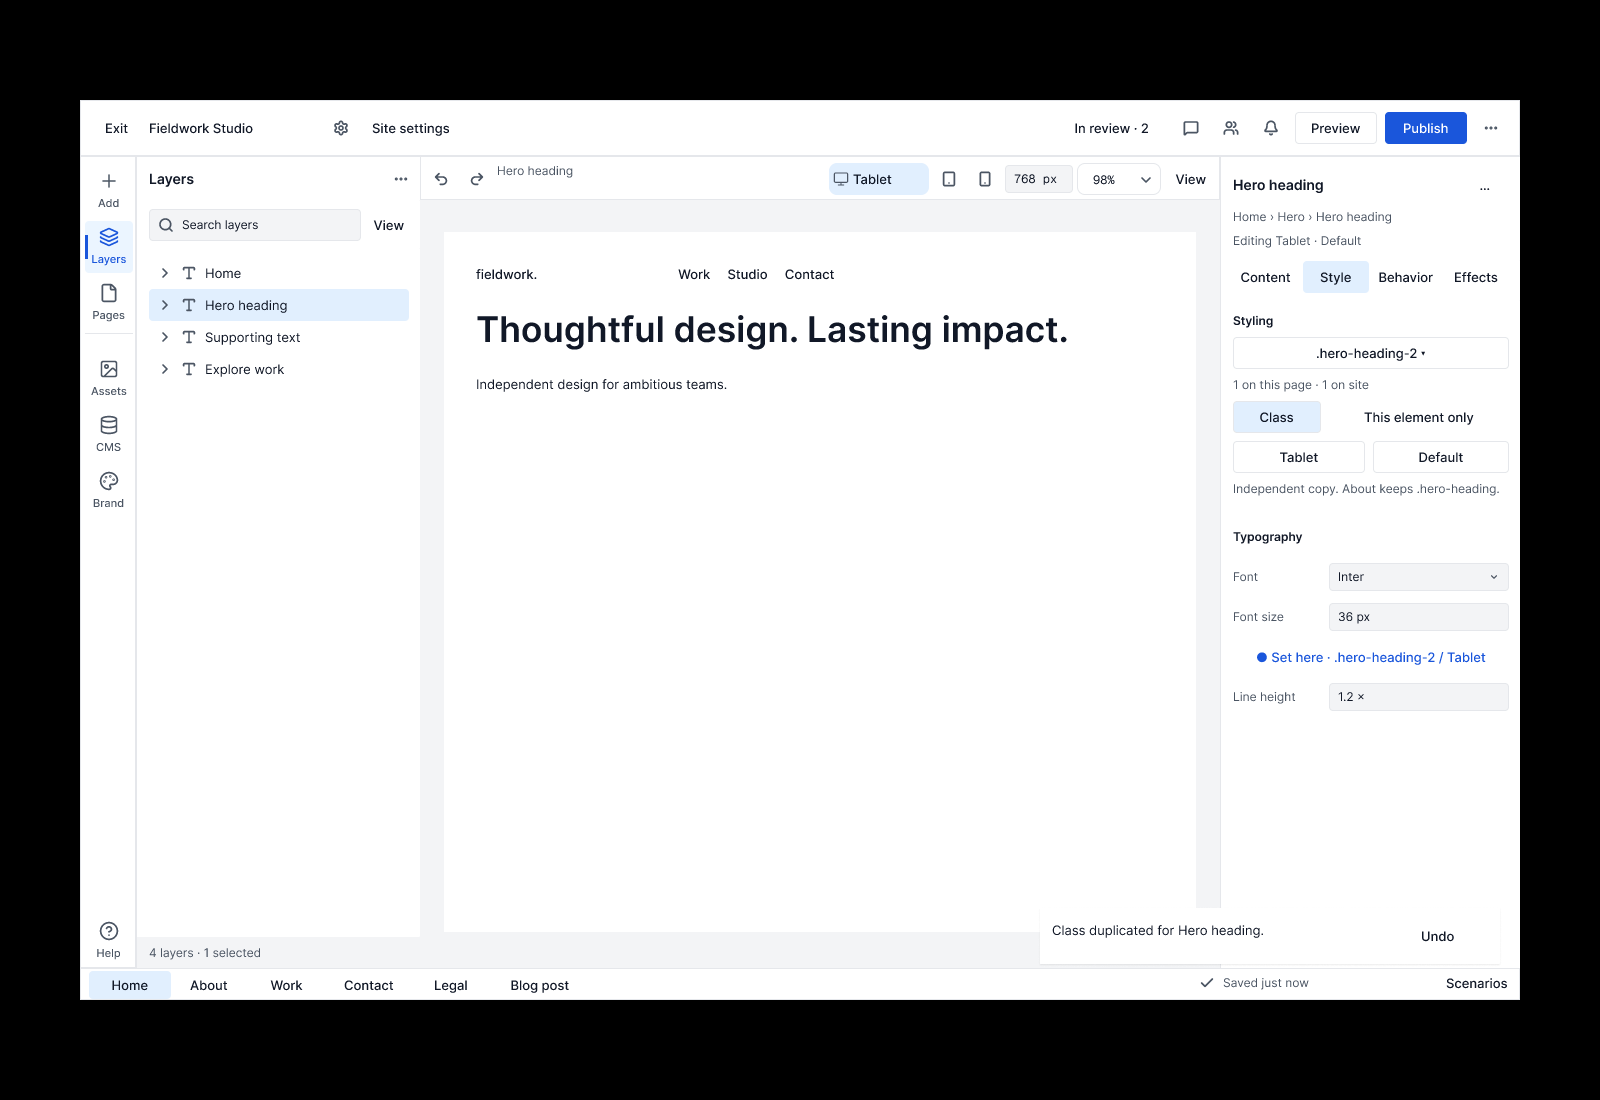 Exit
Fieldwork Studio
Site settings
In review · 2
Preview
Publish
Add
Layers
Pages
Assets
CMS
Brand
Help
Layers
Search layers
View
Home
Hero heading
Supporting text
Explore work
4 layers · 1 selected
Hero heading
Tablet
768 px
98%
View
fieldwork.
Work Studio Contact
Thoughtful design. Lasting impact.
Independent design for ambitious teams.
Hero heading
Home › Hero › Hero heading
Editing Tablet · Default
Content Style Behavior Effects
Styling
.hero-heading-2 ▾
1 on this page · 1 on site
Class This element only
Tablet Default
Independent copy. About keeps .hero-heading.
Typography
Font Inter
Font size 36 px
Set here · .hero-heading-2 / Tablet
Line height 1.2 ×
Class duplicated for Hero heading.
Undo
Home About Work Contact Legal Blog post
Saved just now
Scenarios